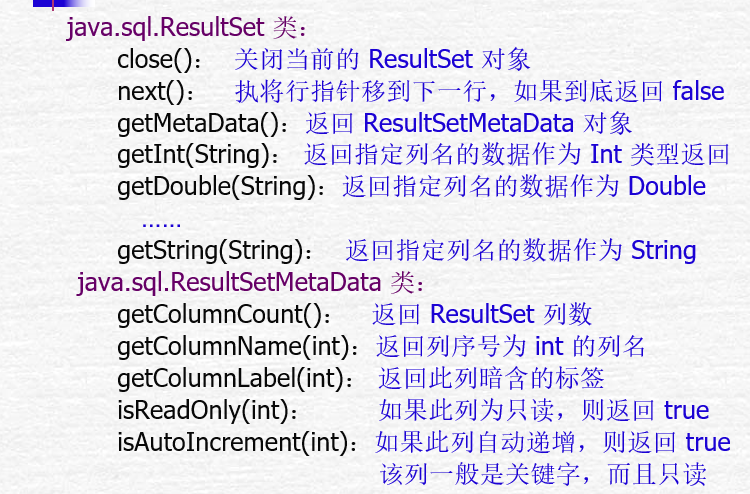 java.sql.ResultSet 类：
close()： 关闭当前的 ResultSet 对象
next()： 执将行指针移到下一行，如果到底返回 false
getMetaData()：返回 ResultSetMetaData 对象
getInt(String)： 返回指定列名的数据作为 Int 类型返回
getDouble(String)：返回指定列名的数据作为 Double
……
getString(String)： 返回指定列名的数据作为 String
java.sql.ResultSetMetaData 类：
getColumnCount()： 返回 ResultSet 列数
getColumnName(int)：返回列序号为 int 的列名
getColumnLabel(int)： 返回此列暗含的标签
isReadOnly(int)： 如果此列为只读，则返回 true
isAutoIncrement(int)：如果此列自动递增，则返回 true
该列一般是关键字，而且只读